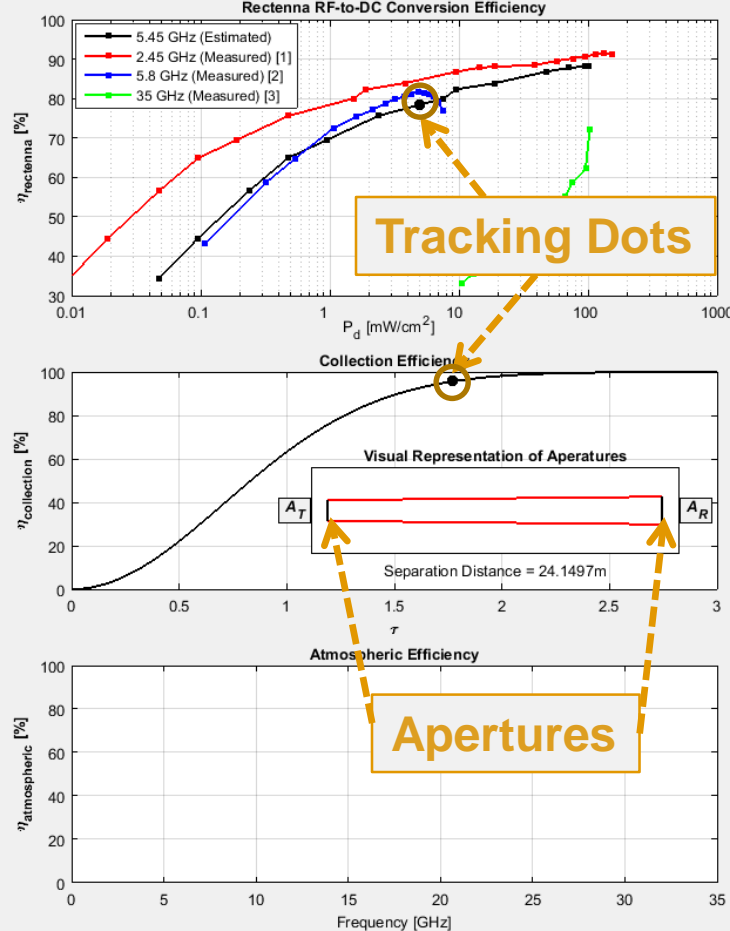 Rectenna RF-to-DC Conversion Efficiency
η_rectenna [%]
100
90
80
70
60
50
40
30
5.45 GHz (Estimated)
2.45 GHz (Measured) [1]
5.8 GHz (Measured) [2]
35 GHz (Measured) [3]
Tracking Dots
0.01 0.1 1 10 100 1000
P_d [mW/cm²]
Collection Efficiency
η_collection [%]
100
80
60
40
20
0
Visual Representation of Aperatures
A_T
A_R
Separation Distance = 24.1497m
0 0.5 1 1.5 2 2.5 3
τ
Atmospheric Efficiency
η_atmospheric [%]
100
80
60
40
20
0
Apertures
0 5 10 15 20 25 30 35
Frequency [GHz]